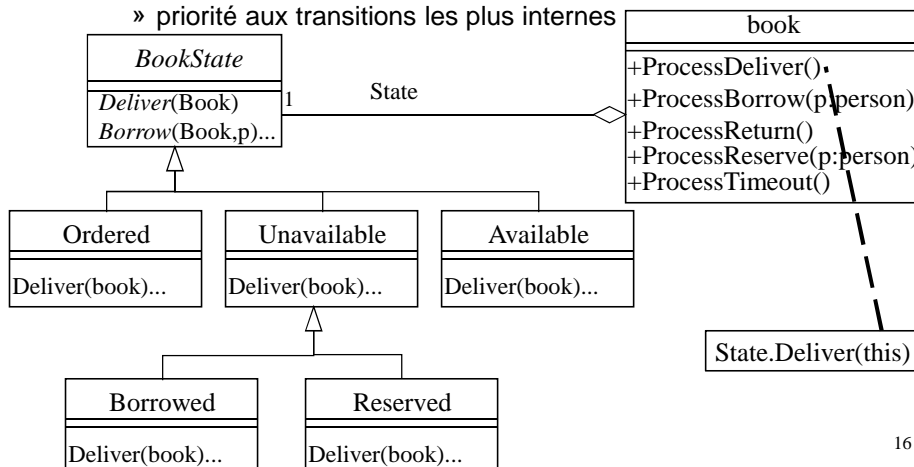 » priorité aux transitions les plus internes
book
BookState
+ProcessDeliver()
Deliver(Book)
1
State
+ProcessBorrow(p:person)
Borrow(Book,p)...
+ProcessReturn()
+ProcessReserve(p:person)
+ProcessTimeout()
Ordered
Unavailable
Available
Deliver(book)...
Deliver(book)...
Deliver(book)...
State.Deliver(this)
Borrowed
Reserved
Deliver(book)...
Deliver(book)...
16